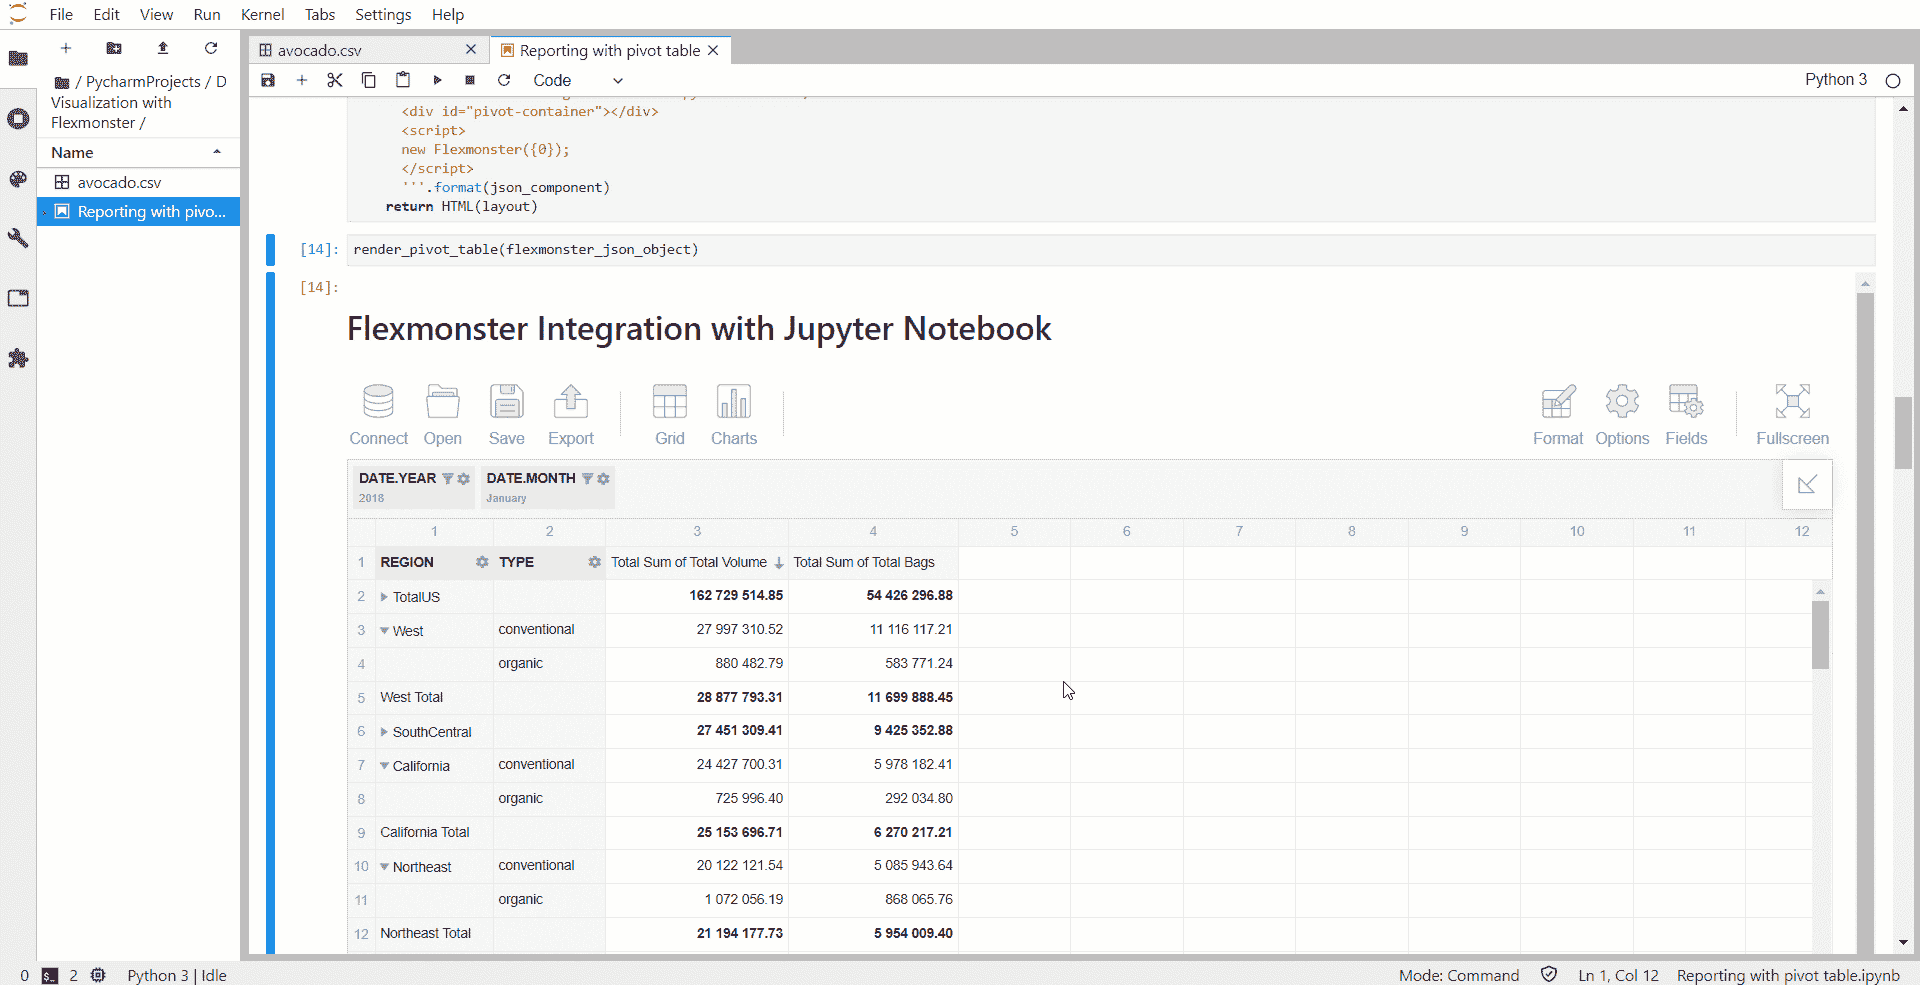 File Edit View Run Kernel Tabs Settings Help
/ PycharmProjects / D
Visualization with
Flexmonster /
Name
avocado.csv
Reporting with pivo...
avocado.csv
Reporting with pivot table
Code
Python 3
<div id="pivot-container"></div>
<script>
new Flexmonster({0});
</script>
'''.format(json_component)
return HTML(layout)
[14]: render_pivot_table(flexmonster_json_object)
[14]:
Flexmonster Integration with Jupyter Notebook
Connect Open Save Export Grid Charts Format Options Fields Fullscreen
DATE.YEAR DATE.MONTH
2018 January
1 2 3 4 5 6 7 8 9 10 11 12
1 REGION TYPE Total Sum of Total Volume Total Sum of Total Bags
2 TotalUS 162 729 514.85 54 426 296.88
3 West conventional 27 997 310.52 11 116 117.21
4 organic 880 482.79 583 771.24
5 West Total 28 877 793.31 11 699 888.45
6 SouthCentral 27 451 309.41 9 425 352.88
7 California conventional 24 427 700.31 5 978 182.41
8 organic 725 996.40 292 034.80
9 California Total 25 153 696.71 6 270 217.21
10 Northeast conventional 20 122 121.54 5 085 943.64
11 organic 1 072 056.19 868 065.76
12 Northeast Total 21 194 177.73 5 954 009.40
0 $_ 2 Python 3 | Idle Mode: Command Ln 1, Col 12 Reporting with pivot table.ipynb